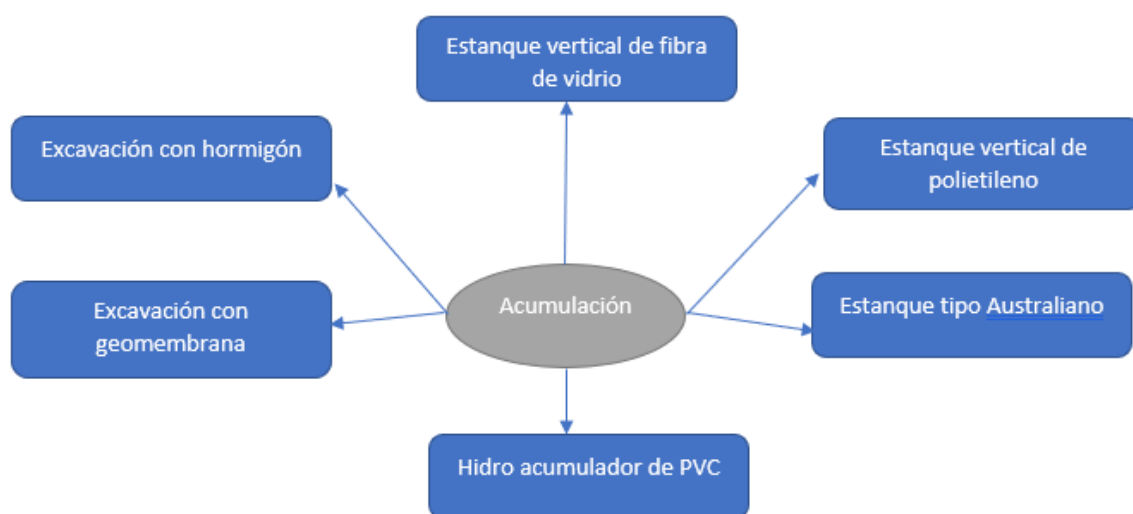 Estanque vertical de fibra
de vidrio
Excavación con hormigón
Estanque vertical de
polietileno
Acumulación
Excavación con
geomembrana
Estanque tipo Australiano
Hidro acumulador de PVC